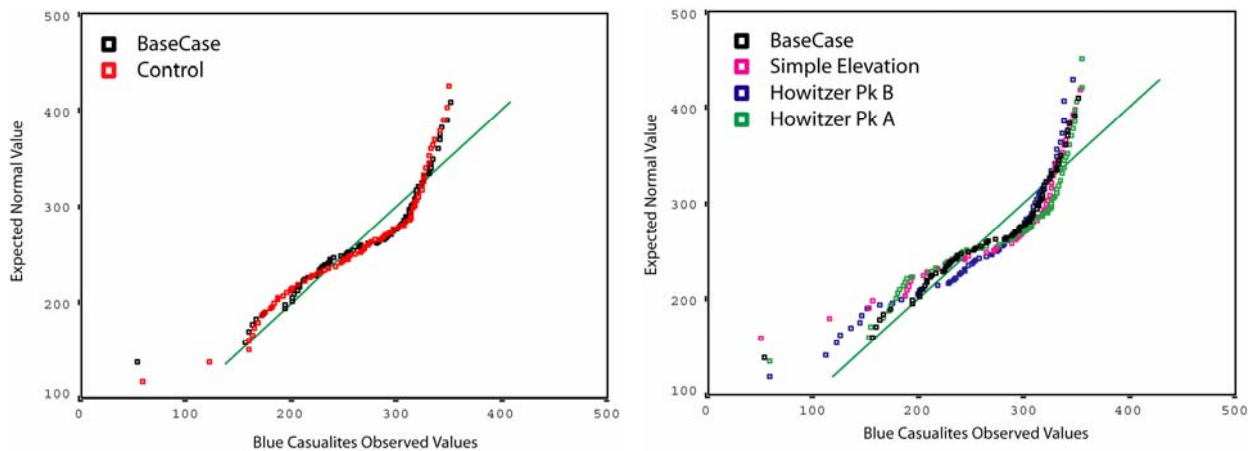 500
400
300
200
100
Expected Normal Value
BaseCase
Control
0
100
200
300
400
500
Blue Casualites Observed Values
500
400
300
200
100
Expected Normal Value
BaseCase
Simple Elevation
Howitzer Pk B
Howitzer Pk A
0
100
200
300
400
500
Blue Casualites Observed Values